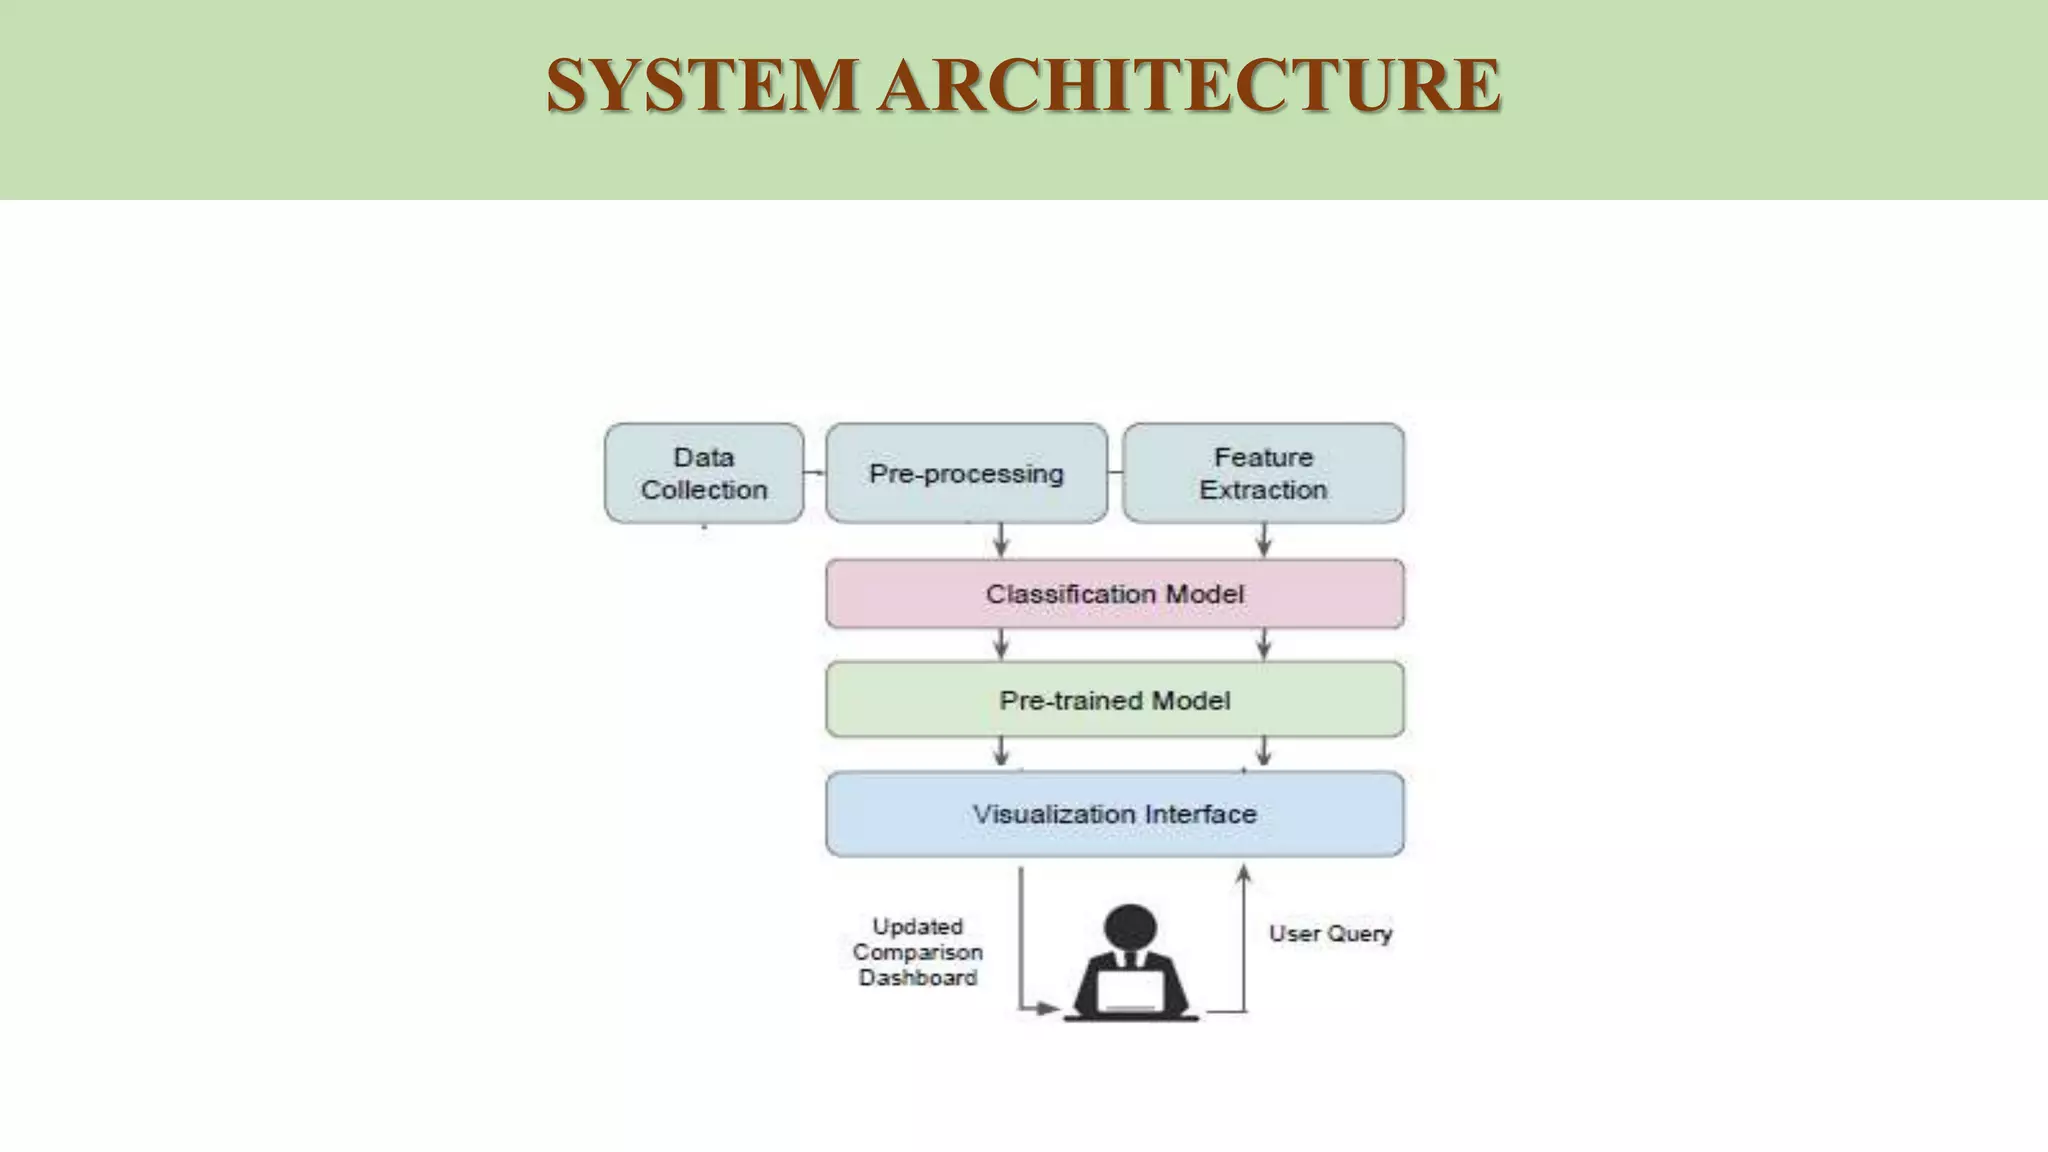 SYSTEM ARCHITECTURE
Data
Collection
Pre-processing
Feature
Extraction
Classification Model
Pre-trained Model
Visualization Interface
Updated
Comparison
Dashboard
User Query